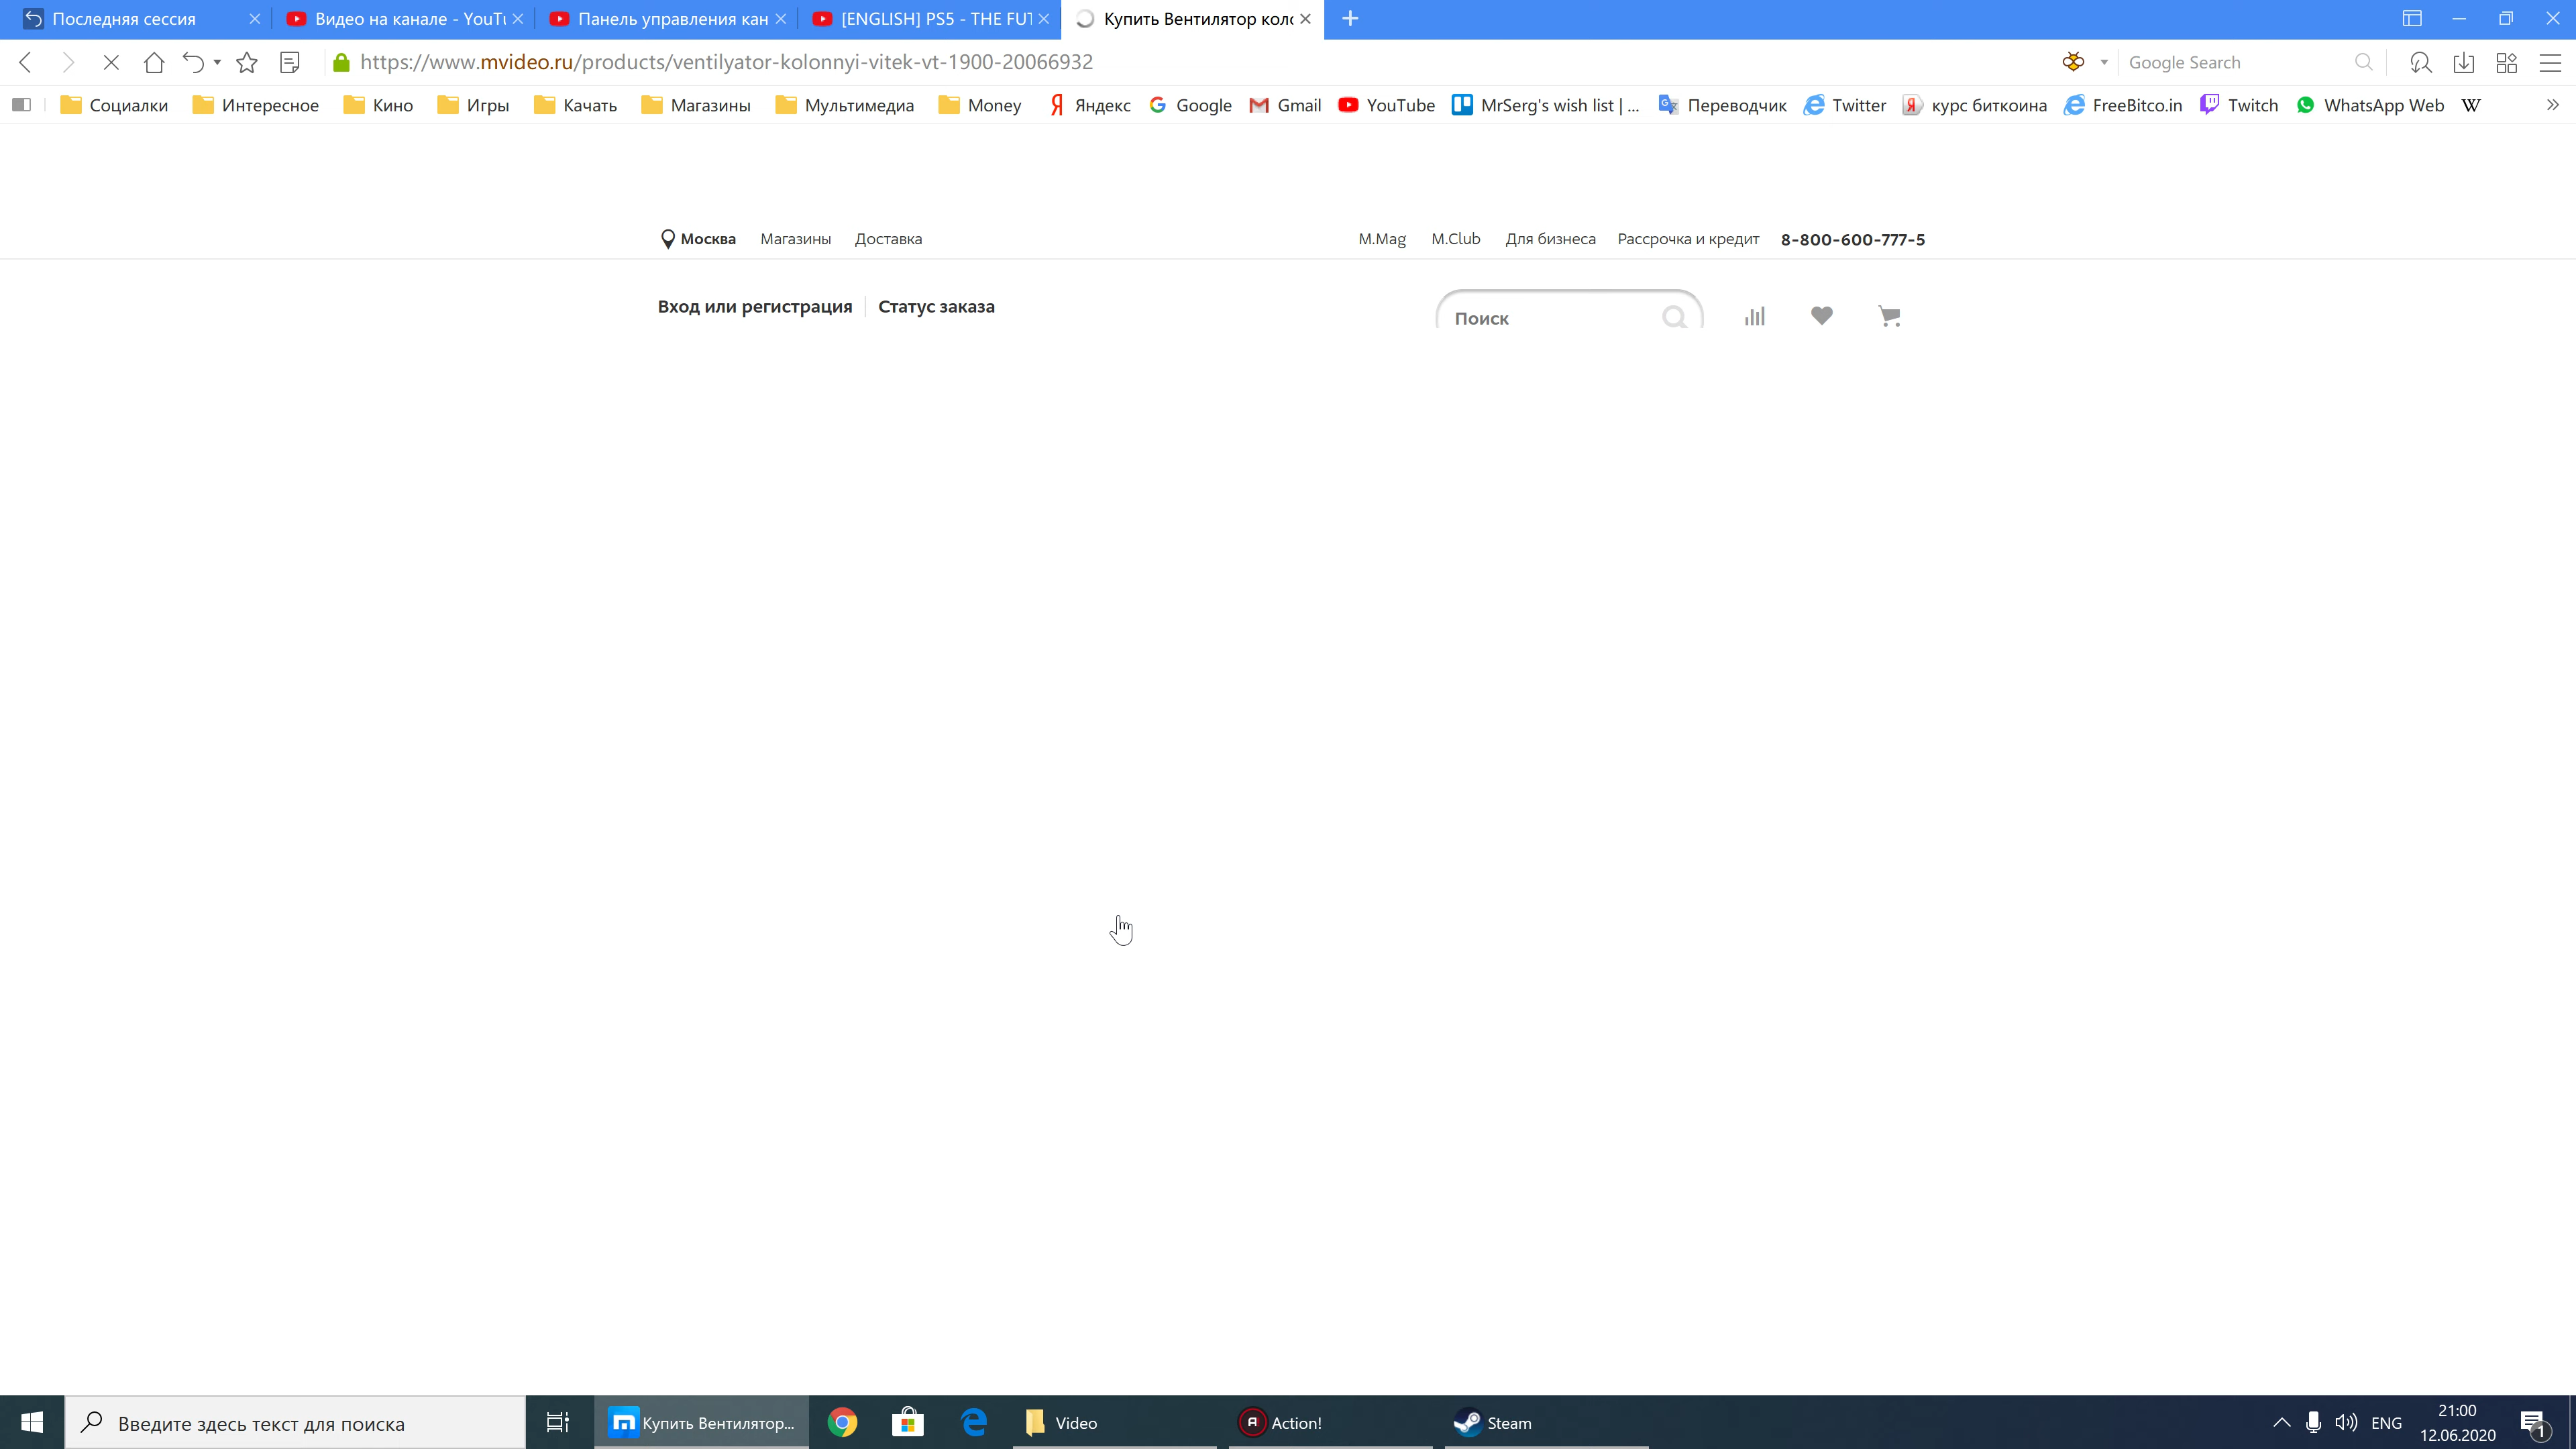 Последняя сессия
Видео на канале - YouTu
Панель управления кан
[ENGLISH] PS5 - THE FUT
Купить Вентилятор коло
https://www.mvideo.ru/products/ventilyator-kolonnyi-vitek-vt-1900-20066932
Google Search
Социалки
Интересное
Кино
Игры
Качать
Магазины
Мультимедиа
Money
Яндекс
Google
Gmail
YouTube
MrSerg's wish list | ...
Переводчик
Twitter
курс биткоина
FreeBitco.in
Twitch
WhatsApp Web
W
Москва
Магазины
Доставка
M.Mag
M.Club
Для бизнеса
Рассрочка и кредит
8-800-600-777-5
Вход или регистрация
Статус заказа
Поиск
Введите здесь текст для поиска
Купить Вентилятор...
Video
Action!
Steam
ENG
21:00
12.06.2020
1